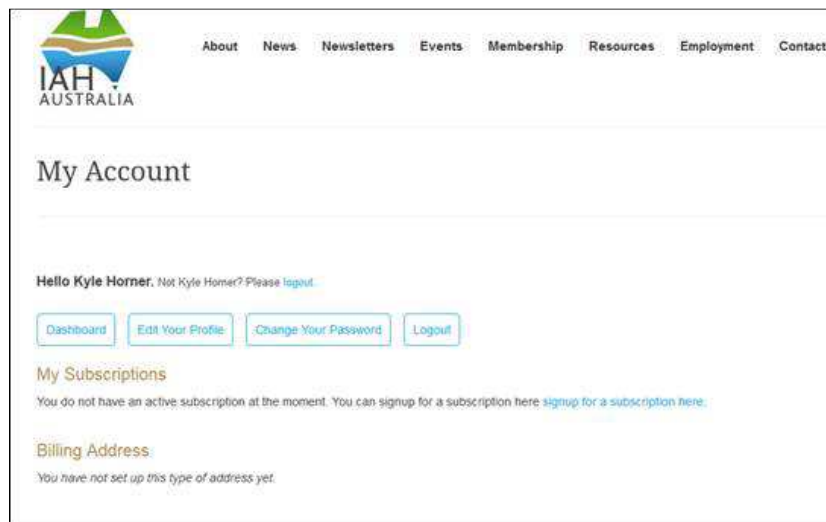 About News Newsletters Events Membership Resources Employment Contact
IAH
AUSTRALIA
My Account
Hello Kyle Horner. Not Kyle Horner? Please logout.
Dashboard Edit Your Profile Change Your Password Logout
My Subscriptions
You do not have an active subscription at the moment. You can signup for a subscription here signup for a subscription here.
Billing Address
You have not set up this type of address yet.